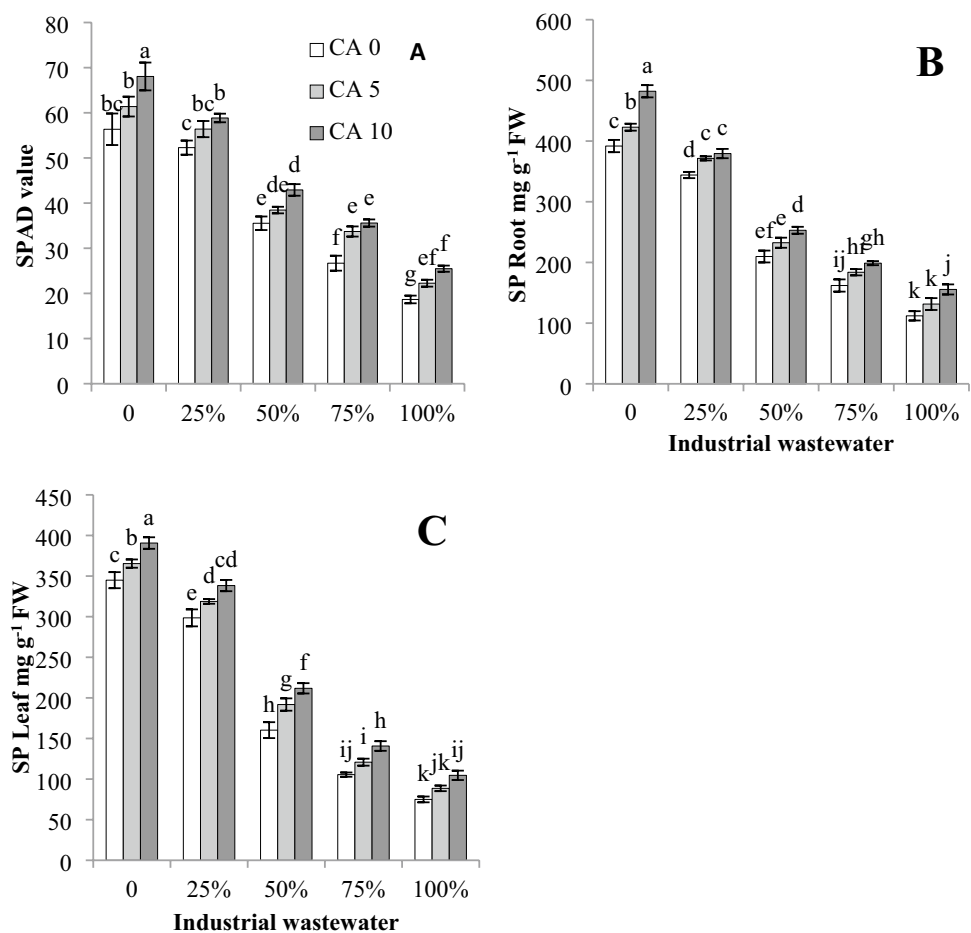 A
SPAD value
80
70
60
50
40
30
20
10
0
CA 0
CA 5
CA 10
bc b a
c bc b
e de d
f e e
g ef f
0 25% 50% 75% 100%
B
SP Root mg g-1 FW
600
500
400
300
200
100
0
c b a
d c c
ef e d
ij hi gh
k k j
0 25% 50% 75% 100%
Industrial wastewater
C
SP Leaf mg g-1 FW
450
400
350
300
250
200
150
100
50
0
c b a
e d cd
h g f
ij i h
k jk ij
0 25% 50% 75% 100%
Industrial wastewater